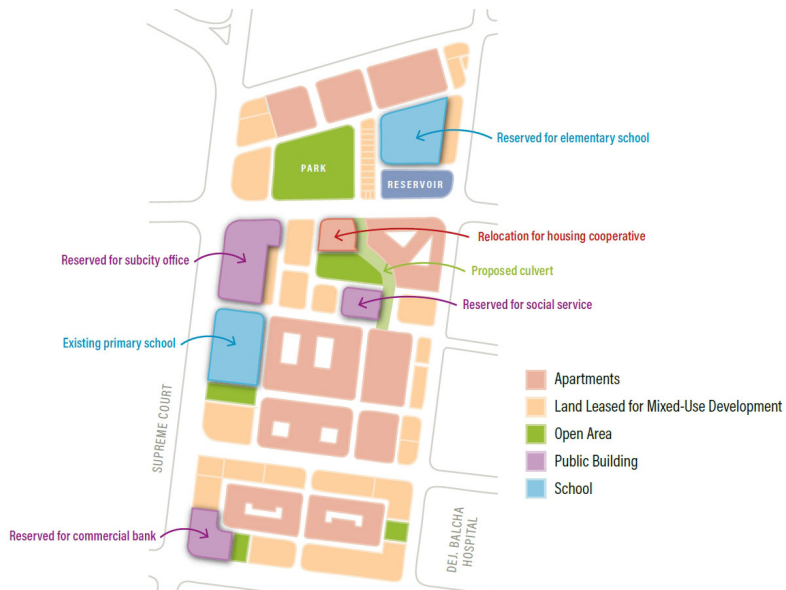 Reserved for elementary school
PARK
RESERVOIR
Relocation for housing cooperative
Reserved for subcity office
Proposed culvert
Reserved for social service
Existing primary school
Apartments
Land Leased for Mixed-Use Development
Open Area
Public Building
School
SUPREME COURT
Reserved for commercial bank
DEJ. BALCHA
HOSPITAL